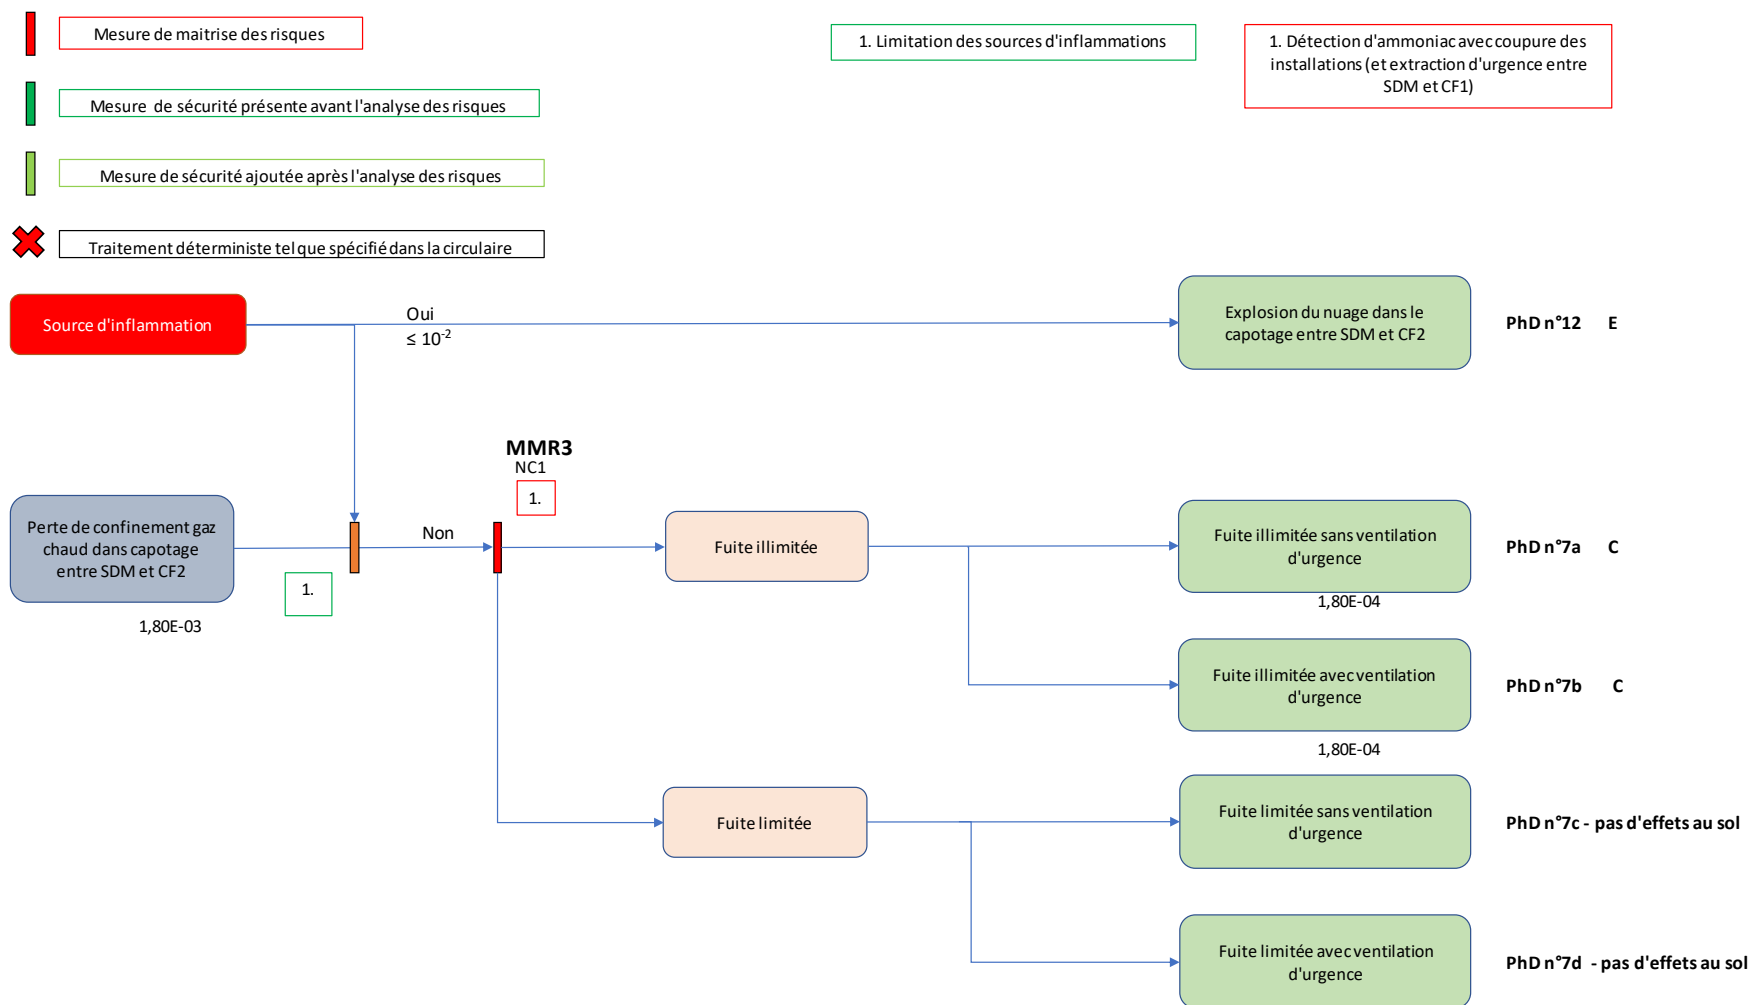 Mesure de maitrise des risques
Mesure de sécurité présente avant l'analyse des risques
Mesure de sécurité ajoutée après l'analyse des risques
Traitement déterministe tel que spécifié dans la circulaire
1. Limitation des sources d'inflammations
1. Détection d'ammoniac avec coupure des
installations (et extraction d'urgence entre
SDM et CF1)
Source d'inflammation
Oui
≤ 10⁻²
Explosion du nuage dans le
capotage entre SDM et CF2
PhD n°12 E
MMR3
NC1
1.
Perte de confinement gaz
chaud dans capotage
entre SDM et CF2
1,80E-03
1.
Non
Fuite illimitée
Fuite illimitée sans ventilation
d'urgence
1,80E-04
PhD n°7a C
Fuite illimitée avec ventilation
d'urgence
1,80E-04
PhD n°7b C
Fuite limitée
Fuite limitée sans ventilation
d'urgence
PhD n°7c - pas d'effets au sol
Fuite limitée avec ventilation
d'urgence
PhD n°7d - pas d'effets au sol